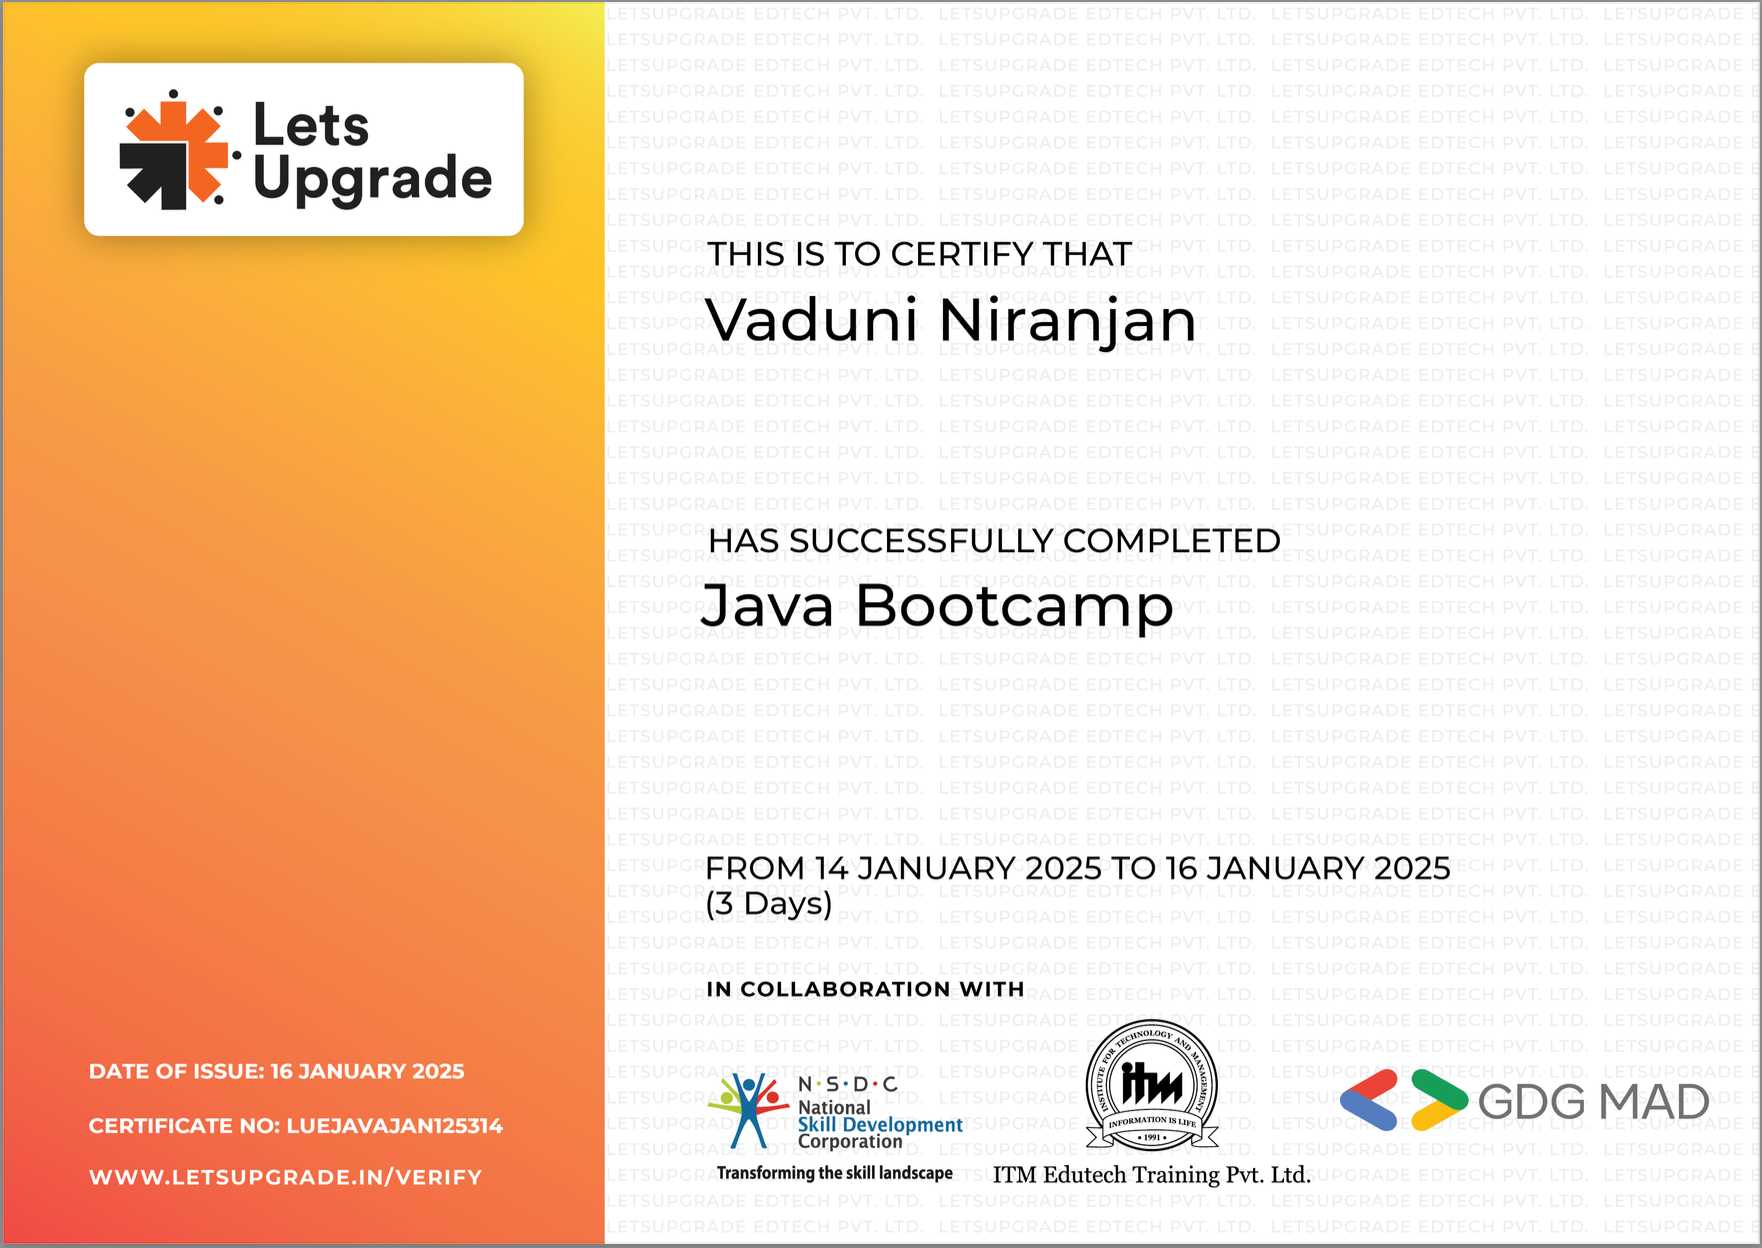 Lets
Upgrade
THIS IS TO CERTIFY THAT
Vaduni Niranjan
HAS SUCCESSFULLY COMPLETED
Java Bootcamp
FROM 14 JANUARY 2025 TO 16 JANUARY 2025
(3 Days)
IN COLLABORATION WITH
N·S·D·C
National
Skill Development
Corporation
Transforming the skill landscape
INSTITUTE FOR TECHNOLOGY AND MANAGEMENT
itm
INFORMATION IS LIFE
• 1991 •
ITM Edutech Training Pvt. Ltd.
GDG MAD
DATE OF ISSUE: 16 JANUARY 2025
CERTIFICATE NO: LUEJAVAJAN125314
WWW.LETSUPGRADE.IN/VERIFY
LETSUPGRADE EDTECH PVT. LTD.